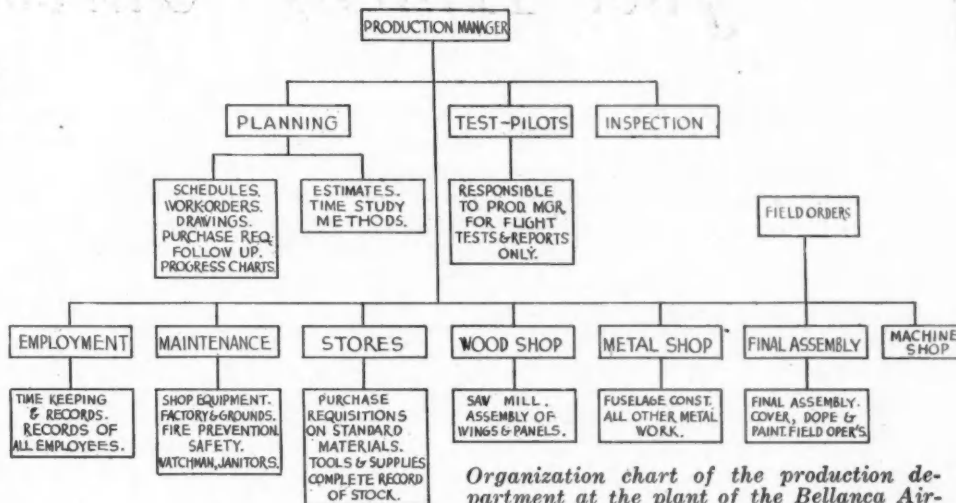 PRODUCTION MANAGER
PLANNING
TEST-PILOTS
INSPECTION
SCHEDULES.
WORK-ORDERS.
DRAWINGS.
PURCHASE REQ.
FOLLOW UP.
PROGRESS CHARTS
ESTIMATES.
TIME STUDY
METHODS.
RESPONSIBLE
TO PROD. MGR.
FOR FLIGHT
TESTS & REPORTS
ONLY.
FIELD ORDERS
EMPLOYMENT
MAINTENANCE
STORES
WOOD SHOP
METAL SHOP
FINAL ASSEMBLY
MACHINE
SHOP
TIME KEEPING
& RECORDS.
RECORDS OF
ALL EMPLOYEES.
SHOP EQUIPMENT.
FACTORY & GROUNDS.
FIRE PREVENTION.
SAFETY.
WATCHMAN, JANITORS.
PURCHASE
REQUISITIONS
ON STANDARD
MATERIALS.
TOOLS & SUPPLIES
COMPLETE RECORD
OF STOCK.
SAW MILL.
ASSEMBLY OF
WINGS & PANELS.
FUSELAGE CONST.
ALL OTHER METAL
WORK.
FINAL ASSEMBLY.
COVER, DOPE &
PAINT. FIELD OPER'S.
Organization chart of the production de-
partment at the plant of the Bellanca Air-